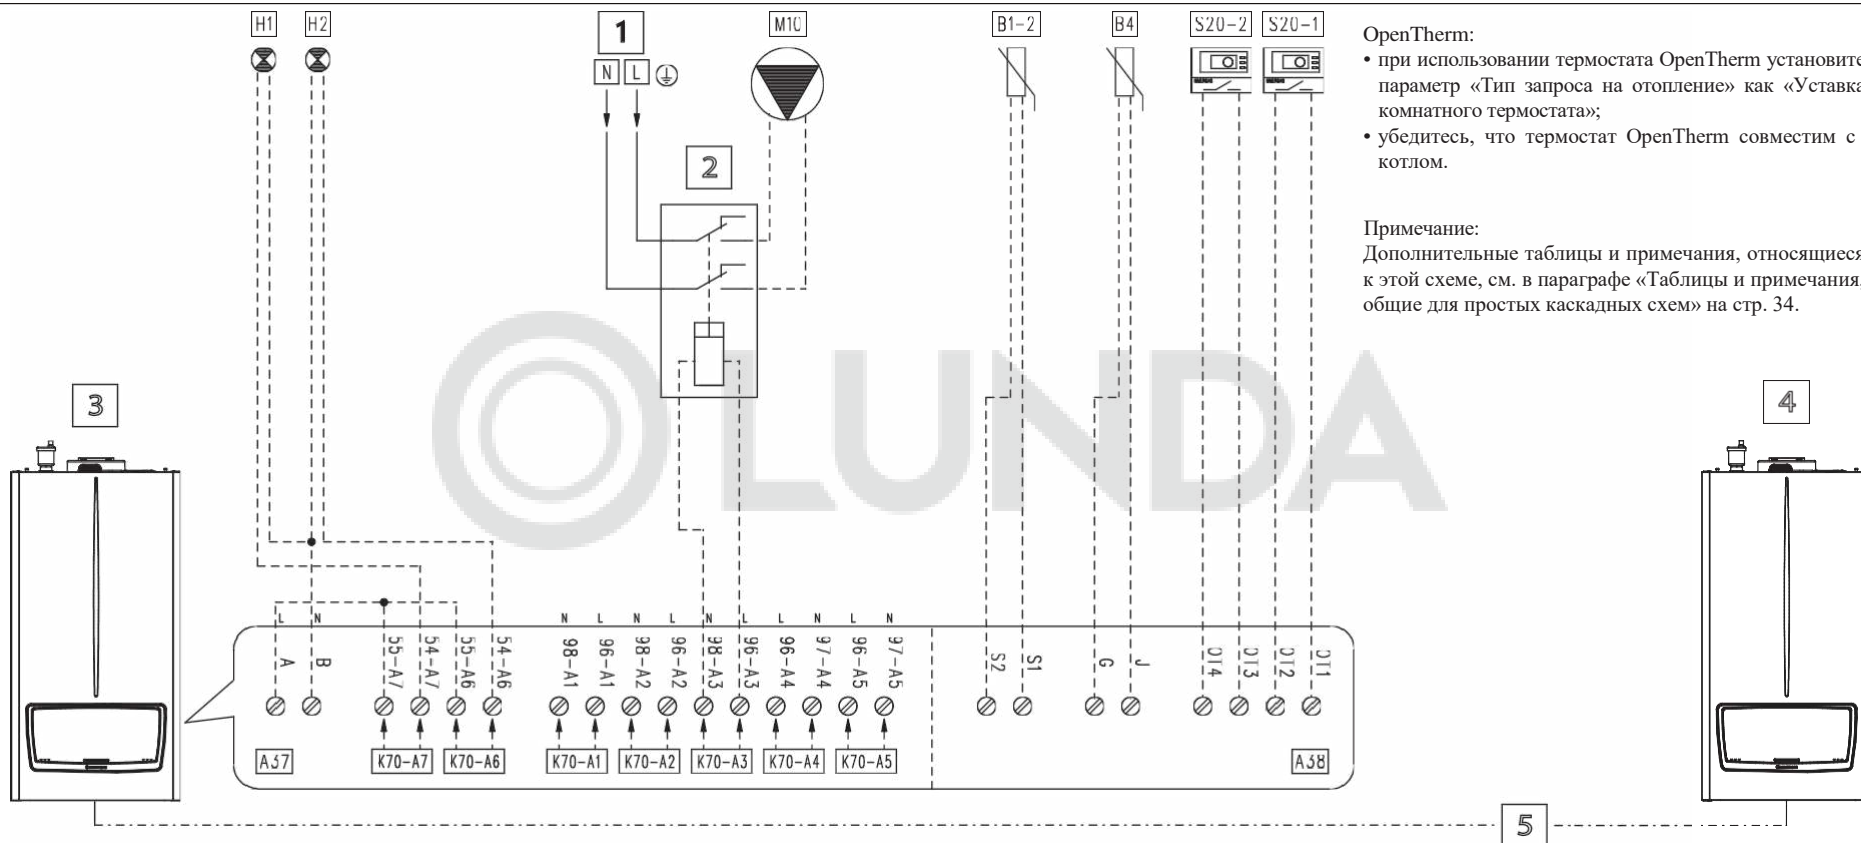 H1 H2 1 M10 B1-2 B4 S20-2 S20-1
N L
2
OpenTherm:
• при использовании термостата OpenTherm установите
параметр «Тип запроса на отопление» как «Уставка
комнатного термостата»;
• убедитесь, что термостат OpenTherm совместим с
котлом.
Примечание:
Дополнительные таблицы и примечания, относящиеся
к этой схеме, см. в параграфе «Таблицы и примечания,
общие для простых каскадных схем» на стр. 34.
LUNDA
3
4
L N N L N L N L L N L N
A B 55-A7 54-A7 55-A6 54-A6 98-A1 96-A1 98-A2 96-A2 98-A3 96-A3 96-A4 97-A4 96-A5 97-A5 S2 S1 G J OT4 OT3 OT2 OT1
A37 K70-A7 K70-A6 K70-A1 K70-A2 K70-A3 K70-A4 K70-A5 A38
5